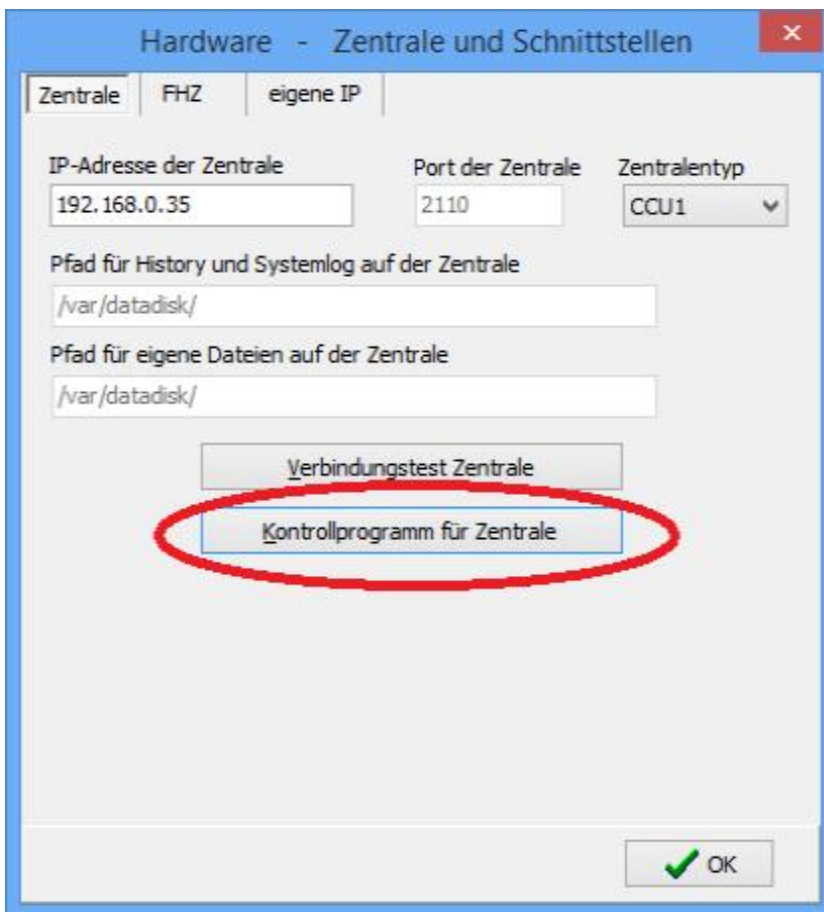 Hardware - Zentrale und Schnittstellen
Zentrale FHZ eigene IP
IP-Adresse der Zentrale Port der Zentrale Zentralentyp
192.168.0.35 2110 CCU1
Pfad für History und Systemlog auf der Zentrale
/var/datadisk/
Pfad für eigene Dateien auf der Zentrale
/var/datadisk/
Verbindungstest Zentrale
Kontrollprogramm für Zentrale
OK